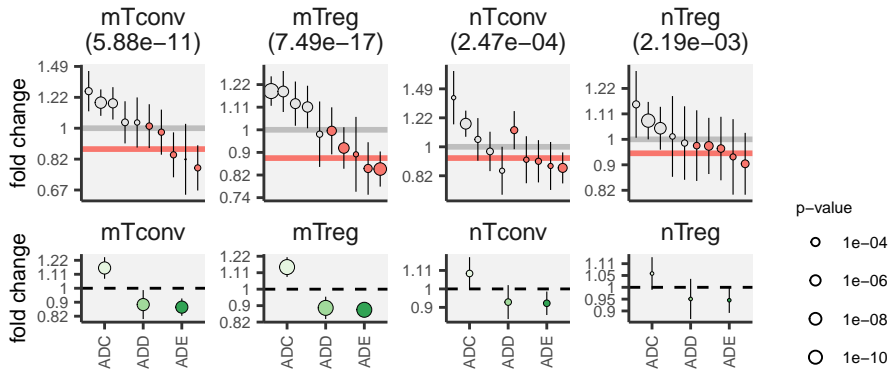 mTconv
(5.88e−11)
mTreg
(7.49e−17)
nTconv
(2.47e−04)
nTreg
(2.19e−03)
fold change
1.49
1.22
1
0.82
0.67
1.22
1.11
1
0.9
0.82
0.74
1.49
1.22
1
0.82
1.22
1.11
1
0.9
0.82
mTconv
mTreg
nTconv
nTreg
fold change
1.22
1.11
1
0.9
0.82
1.22
1.11
1
0.9
0.82
1.11
1
0.9
1.11
1.05
1
0.95
0.9
ADC
ADD
ADE
ADC
ADD
ADE
ADC
ADD
ADE
ADC
ADD
ADE
p−value
1e−04
1e−06
1e−08
1e−10